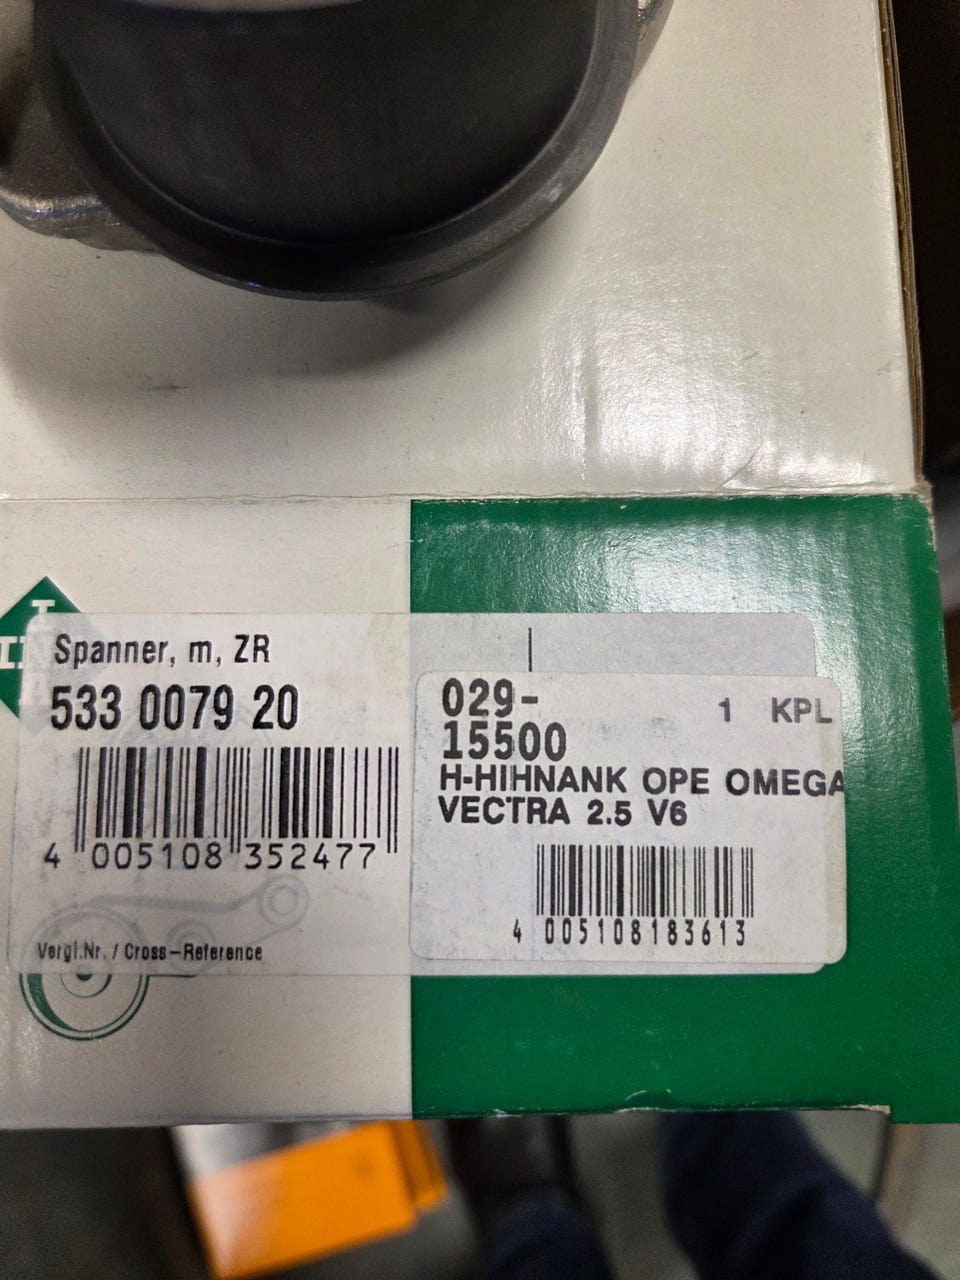 Spanner, m, ZR
533 0079 20
4 005108 352477
Vergl.Nr. / Cross-Reference
029-
15500
1 KPL
H-HIHNANK OPE OMEGA
VECTRA 2.5 V6
4 005108183613